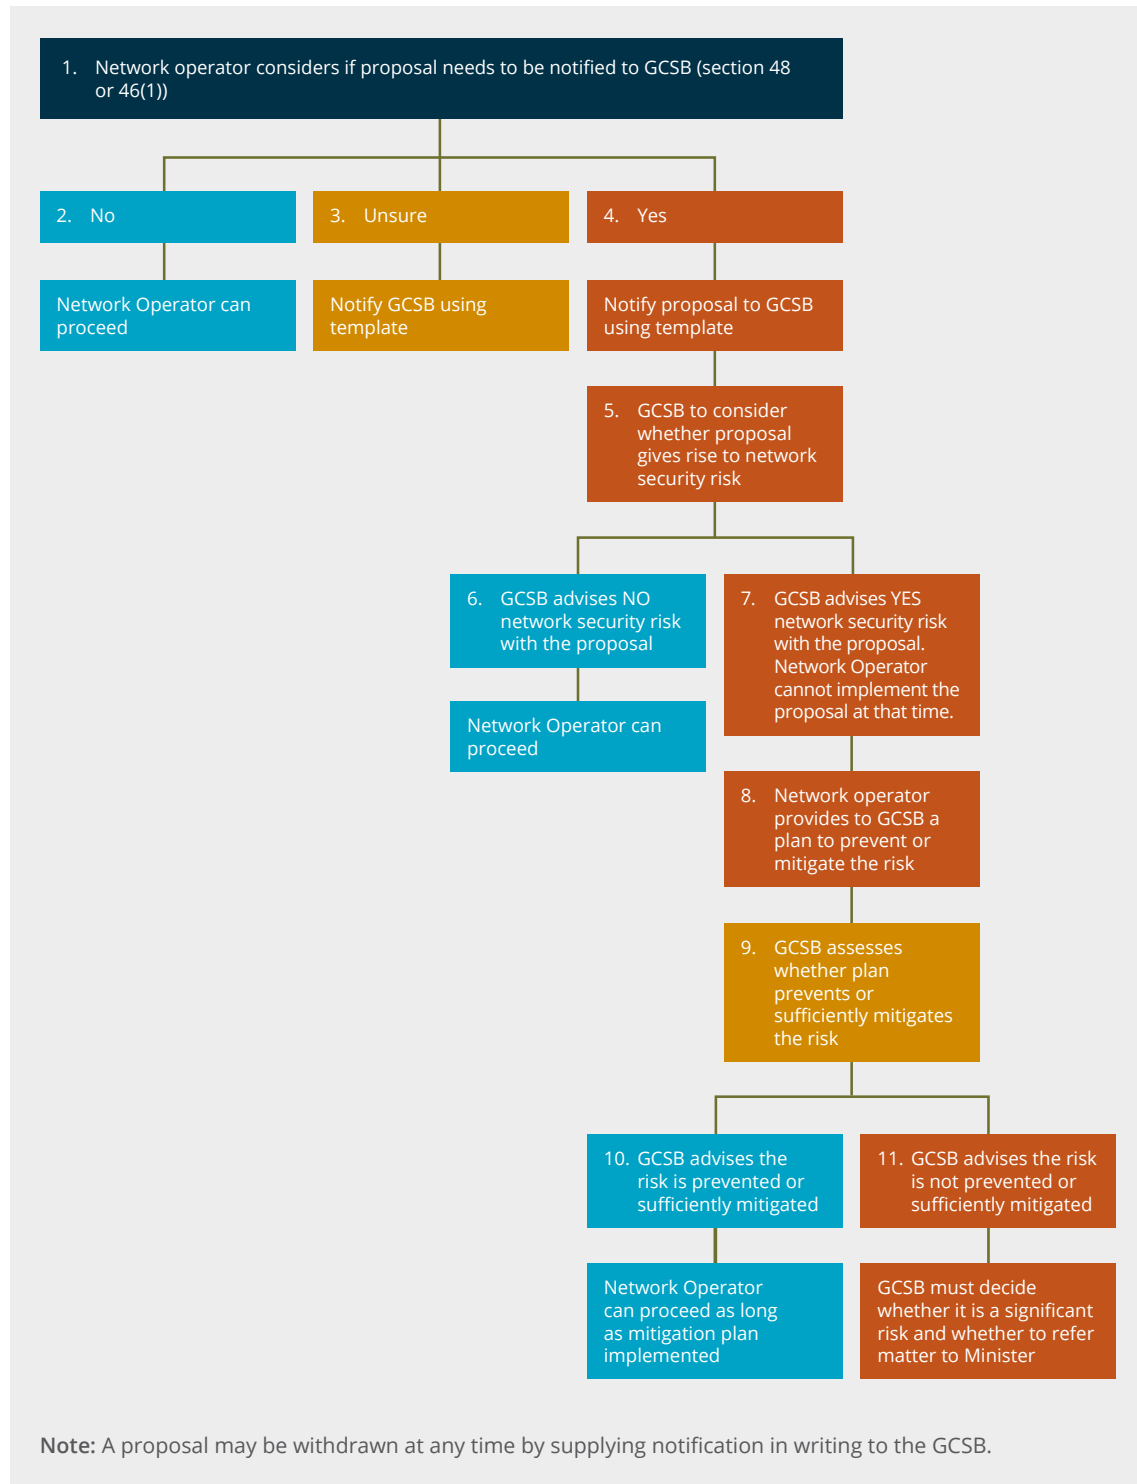 1. Network operator considers if proposal needs to be notified to GCSB (section 48
or 46(1))
2. No
3. Unsure
4. Yes
Network Operator can
proceed
Notify GCSB using
template
Notify proposal to GCSB
using template
5. GCSB to consider
whether proposal
gives rise to network
security risk
6. GCSB advises NO
network security risk
with the proposal
7. GCSB advises YES
network security risk
with the proposal.
Network Operator
cannot implement the
proposal at that time.
Network Operator can
proceed
8. Network operator
provides to GCSB a
plan to prevent or
mitigate the risk
9. GCSB assesses
whether plan
prevents or
sufficiently mitigates
the risk
10. GCSB advises the
risk is prevented or
sufficiently mitigated
11. GCSB advises the risk
is not prevented or
sufficiently mitigated
Network Operator
can proceed as long
as mitigation plan
implemented
GCSB must decide
whether it is a significant
risk and whether to refer
matter to Minister
Note: A proposal may be withdrawn at any time by supplying notification in writing to the GCSB.